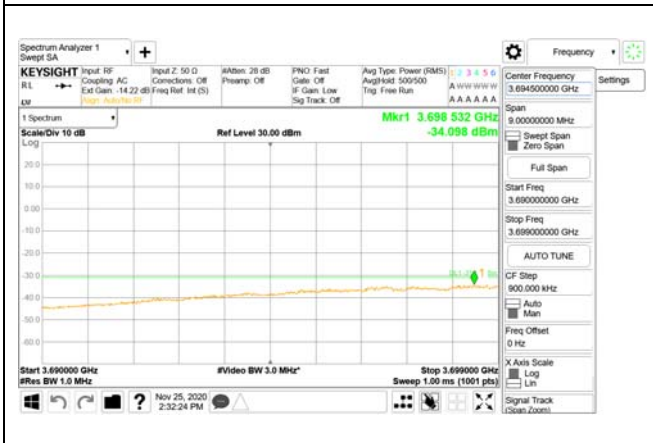 Spectrum Analyzer 1
Swept SA
Frequency
KEYSIGHT
Input: RF
Coupling: AC
Ext Gain: -14.22 dB
Align: Auto/No RF
Input Z: 50 Ω
Corrections: Off
Freq Ref: Int (S)
#Atten: 28 dB
Preamp: Off
PNO: Fast
Gate: Off
IF Gain: Low
Sig Track: Off
Avg Type: Power (RMS)
Avg|Hold: 500/500
Trig: Free Run
1 2 3 4 5 6
A W W W W W
A A A A A A
RL
1 Spectrum
Scale/Div 10 dB
Log
Ref Level 30.00 dBm
Mkr1 3.698 532 GHz
-34.098 dBm
20.0
10.0
0.00
-10.0
-20.0
-30.0
-40.0
-50.0
-60.0
1
Start 3.690000 GHz
#Res BW 1.0 MHz
#Video BW 3.0 MHz*
Stop 3.699000 GHz
Sweep 1.00 ms (1001 pts)
?
Nov 25, 2020
2:32:24 PM
Center Frequency
3.694500000 GHz
Settings
Span
9.00000000 MHz
Swept Span
Zero Span
Full Span
Start Freq
3.690000000 GHz
Stop Freq
3.699000000 GHz
AUTO TUNE
CF Step
900.000 kHz
Auto
Man
Freq Offset
0 Hz
X Axis Scale
Log
Lin
Signal Track
(Span Zoom)